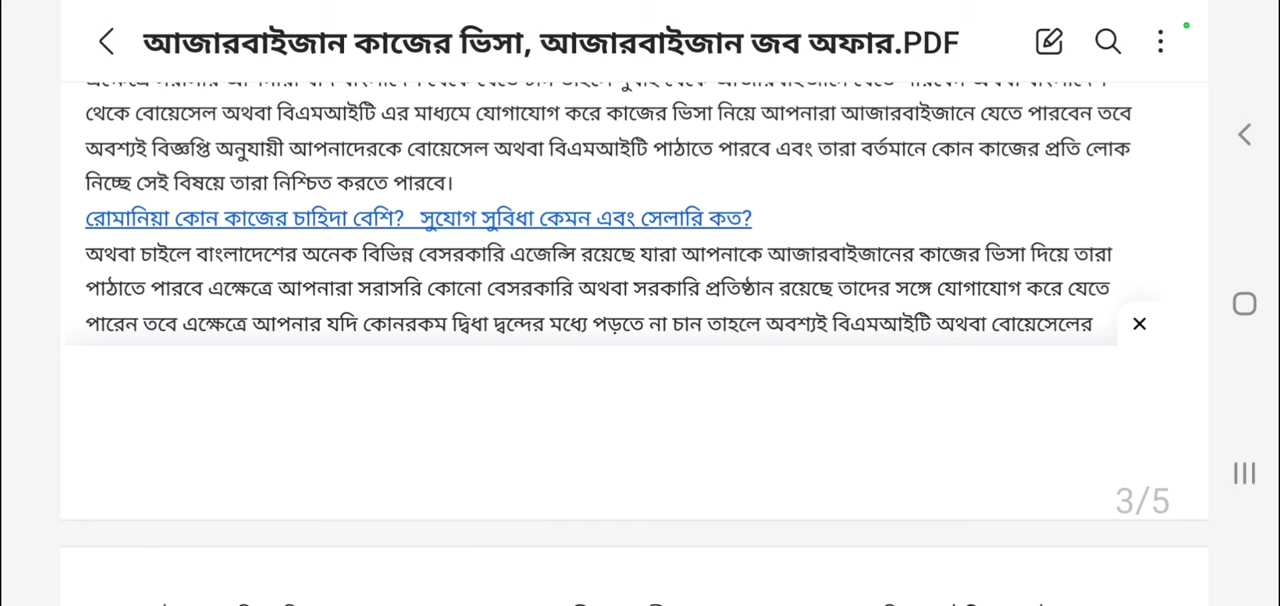 আজারবাইজান কাজের ভিসা, আজারবাইজান জব অফার.PDF
থেকে বোয়েসেল অথবা বিএমআইটি এর মাধ্যমে যোগাযোগ করে কাজের ভিসা নিয়ে আপনারা আজারবাইজানে যেতে পারবেন তবে
অবশ্যই বিজ্ঞপ্তি অনুযায়ী আপনাদেরকে বোয়েসেল অথবা বিএমআইটি পাঠাতে পারবে এবং তারা বর্তমানে কোন কাজের প্রতি লোক
নিচ্ছে সেই বিষয়ে তারা নিশ্চিত করতে পারবে।
রোমানিয়া কোন কাজের চাহিদা বেশি? সুযোগ সুবিধা কেমন এবং সেলারি কত?
অথবা চাইলে বাংলাদেশের অনেক বিভিন্ন বেসরকারি এজেন্সি রয়েছে যারা আপনাকে আজারবাইজানের কাজের ভিসা দিয়ে তারা
পাঠাতে পারবে এক্ষেত্রে আপনারা সরাসরি কোনো বেসরকারি অথবা সরকারি প্রতিষ্ঠান রয়েছে তাদের সঙ্গে যোগাযোগ করে যেতে
পারেন তবে এক্ষেত্রে আপনার যদি কোনরকম দ্বিধা দ্বন্দের মধ্যে পড়তে না চান তাহলে অবশ্যই বিএমআইটি অথবা বোয়েসেলের
3/5